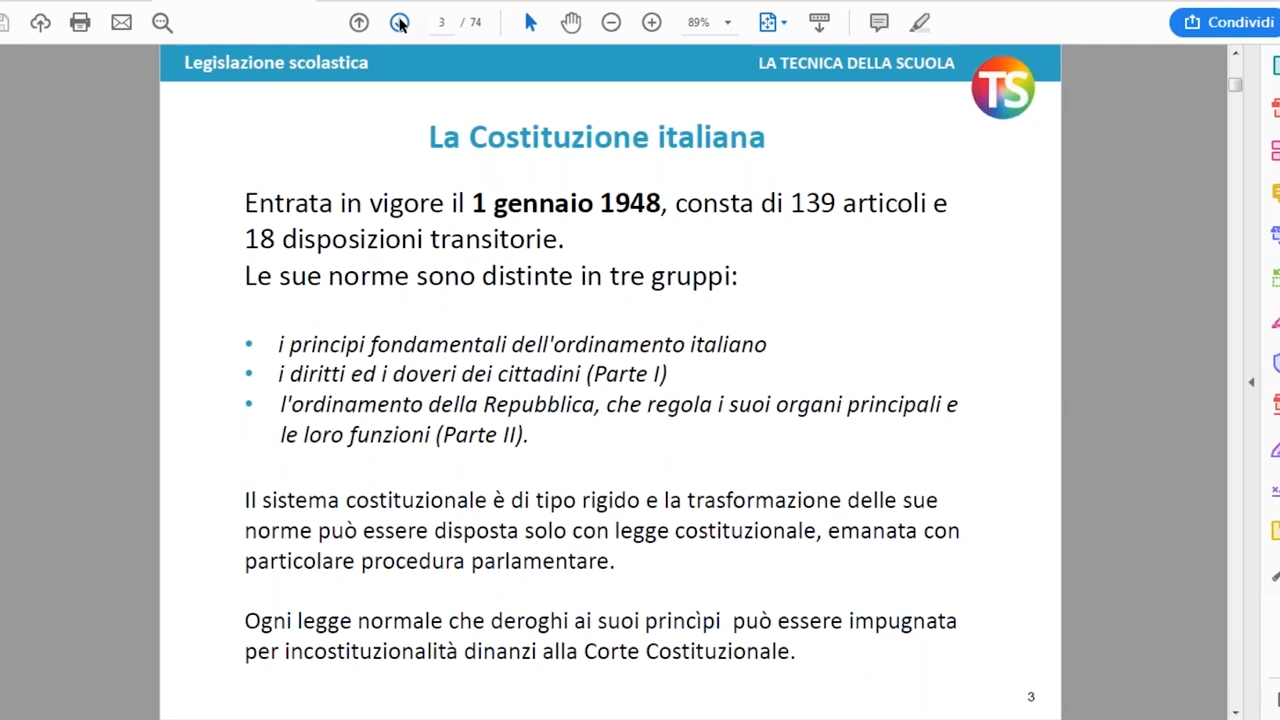 3 / 74
89%
Condividi
Legislazione scolastica
LA TECNICA DELLA SCUOLA
TS
La Costituzione italiana
Entrata in vigore il 1 gennaio 1948, consta di 139 articoli e
18 disposizioni transitorie.
Le sue norme sono distinte in tre gruppi:
• i principi fondamentali dell'ordinamento italiano
• i diritti ed i doveri dei cittadini (Parte I)
• l'ordinamento della Repubblica, che regola i suoi organi principali e
le loro funzioni (Parte II).
Il sistema costituzionale è di tipo rigido e la trasformazione delle sue
norme può essere disposta solo con legge costituzionale, emanata con
particolare procedura parlamentare.
Ogni legge normale che deroghi ai suoi princìpi  può essere impugnata
per incostituzionalità dinanzi alla Corte Costituzionale.
3